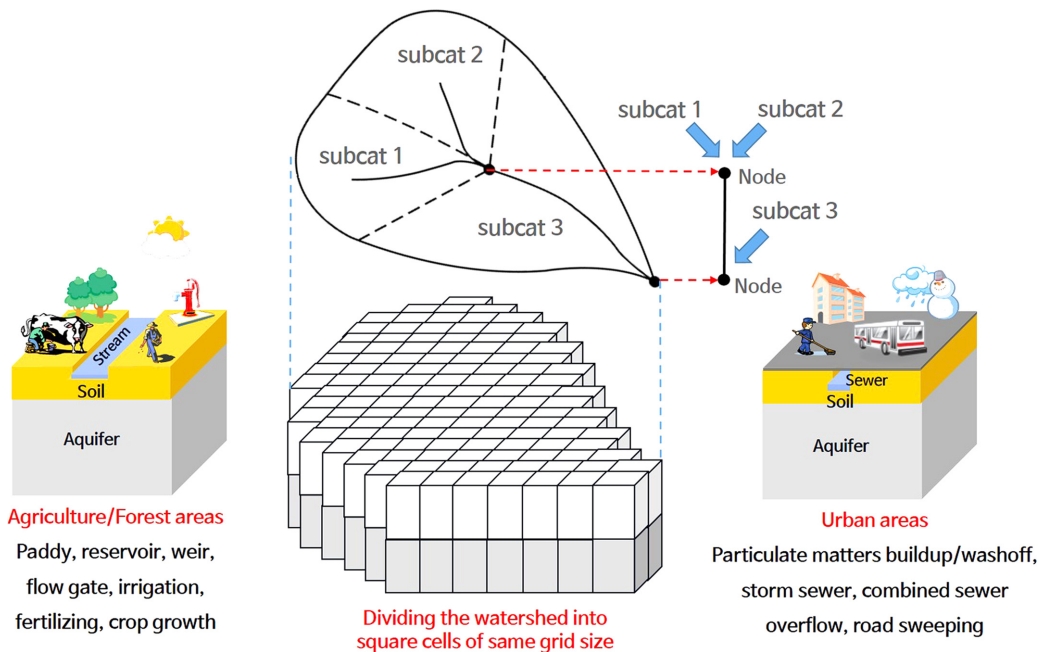 subcat 2
subcat 1
subcat 3
subcat 1
subcat 2
Node
subcat 3
Node
Stream
Soil
Aquifer
Agriculture/Forest areas
Paddy, reservoir, weir,
flow gate, irrigation,
fertilizing, crop growth
Dividing the watershed into
square cells of same grid size
Sewer
Soil
Aquifer
Urban areas
Particulate matters buildup/washoff,
storm sewer, combined sewer
overflow, road sweeping